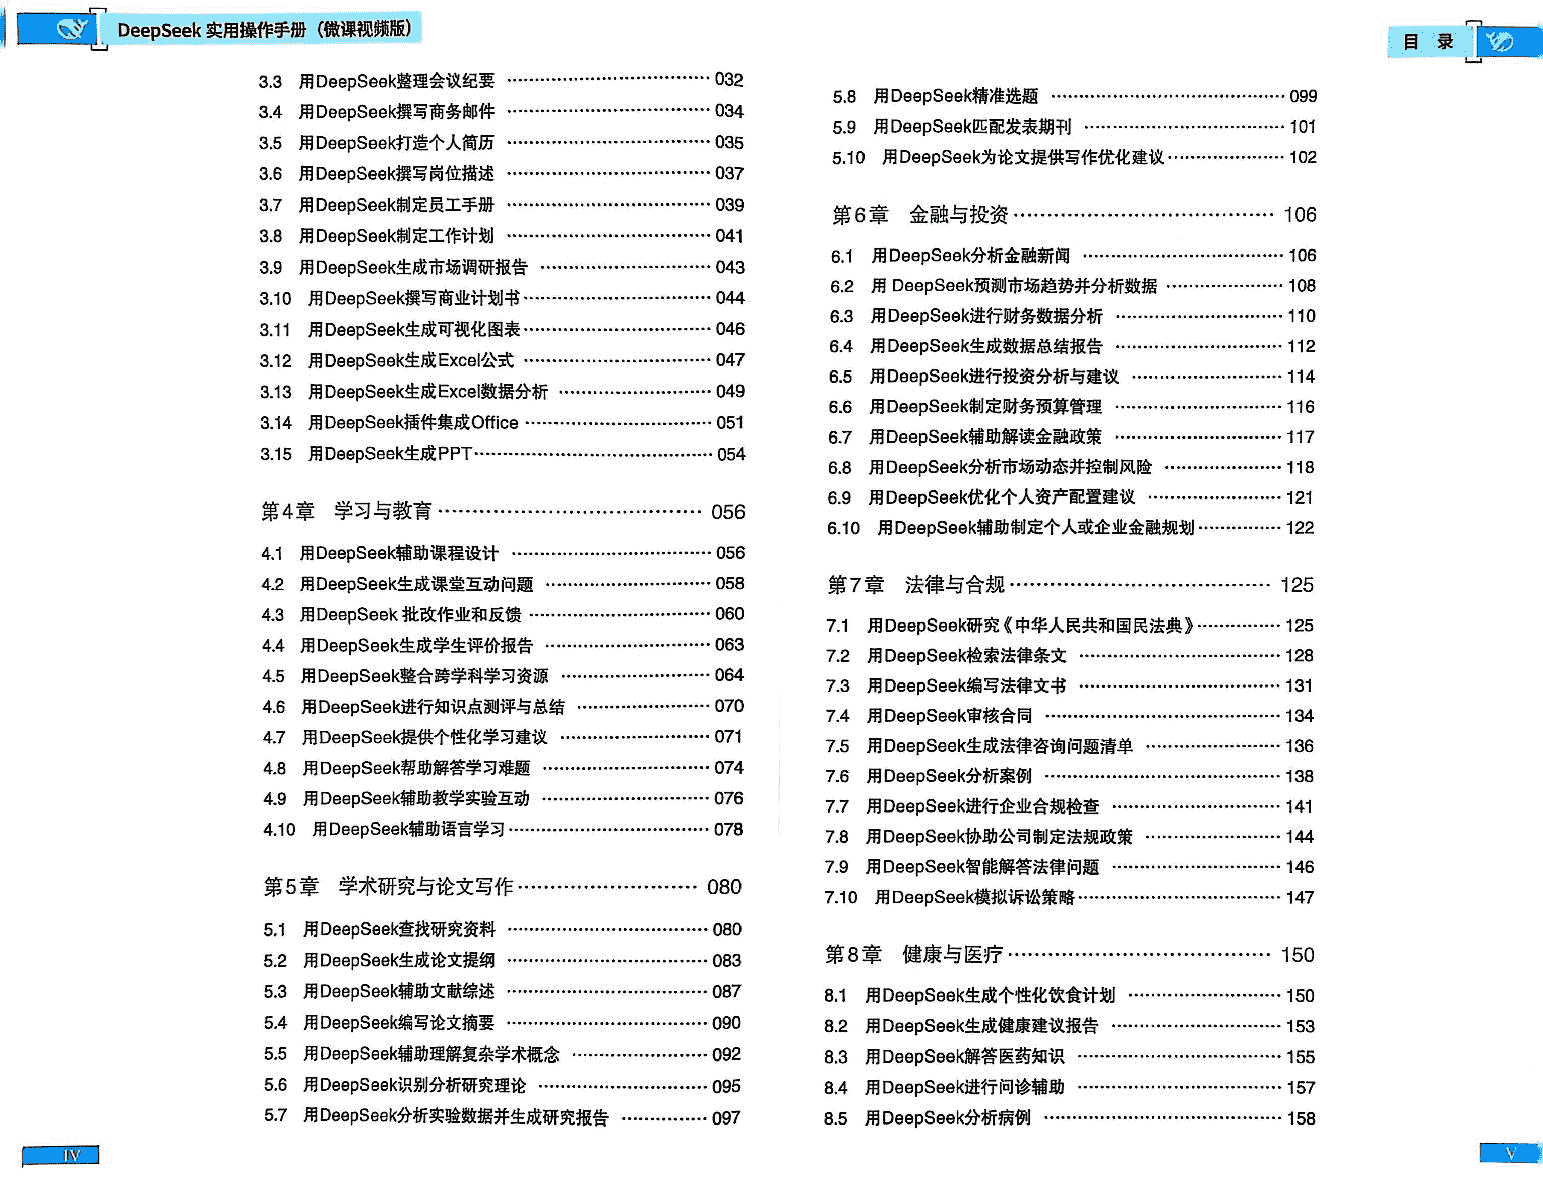 DeepSeek 实用操作手册（微课视频版）
3.3 用DeepSeek整理会议纪要 032
3.4 用DeepSeek撰写商务邮件 034
3.5 用DeepSeek打造个人简历 035
3.6 用DeepSeek撰写岗位描述 037
3.7 用DeepSeek制定员工手册 039
3.8 用DeepSeek制定工作计划 041
3.9 用DeepSeek生成市场调研报告 043
3.10 用DeepSeek撰写商业计划书 044
3.11 用DeepSeek生成可视化图表 046
3.12 用DeepSeek生成Excel公式 047
3.13 用DeepSeek生成Excel数据分析 049
3.14 用DeepSeek插件集成Office 051
3.15 用DeepSeek生成PPT 054
第4章 学习与教育 056
4.1 用DeepSeek辅助课程设计 056
4.2 用DeepSeek生成课堂互动问题 058
4.3 用DeepSeek 批改作业和反馈 060
4.4 用DeepSeek生成学生评价报告 063
4.5 用DeepSeek整合跨学科学习资源 064
4.6 用DeepSeek进行知识点测评与总结 070
4.7 用DeepSeek提供个性化学习建议 071
4.8 用DeepSeek帮助解答学习难题 074
4.9 用DeepSeek辅助教学实验互动 076
4.10 用DeepSeek辅助语言学习 078
第5章 学术研究与论文写作 080
5.1 用DeepSeek查找研究资料 080
5.2 用DeepSeek生成论文提纲 083
5.3 用DeepSeek辅助文献综述 087
5.4 用DeepSeek编写论文摘要 090
5.5 用DeepSeek辅助理解复杂学术概念 092
5.6 用DeepSeek识别分析研究理论 095
5.7 用DeepSeek分析实验数据并生成研究报告 097
IV
目 录
5.8 用DeepSeek精准选题 099
5.9 用DeepSeek匹配发表期刊 101
5.10 用DeepSeek为论文提供写作优化建议 102
第6章 金融与投资 106
6.1 用DeepSeek分析金融新闻 106
6.2 用 DeepSeek预测市场趋势并分析数据 108
6.3 用DeepSeek进行财务数据分析 110
6.4 用DeepSeek生成数据总结报告 112
6.5 用DeepSeek进行投资分析与建议 114
6.6 用DeepSeek制定财务预算管理 116
6.7 用DeepSeek辅助解读金融政策 117
6.8 用DeepSeek分析市场动态并控制风险 118
6.9 用DeepSeek优化个人资产配置建议 121
6.10 用DeepSeek辅助制定个人或企业金融规划 122
第7章 法律与合规 125
7.1 用DeepSeek研究《中华人民共和国民法典》 125
7.2 用DeepSeek检索法律条文 128
7.3 用DeepSeek编写法律文书 131
7.4 用DeepSeek审核合同 134
7.5 用DeepSeek生成法律咨询问题清单 136
7.6 用DeepSeek分析案例 138
7.7 用DeepSeek进行企业合规检查 141
7.8 用DeepSeek协助公司制定法规政策 144
7.9 用DeepSeek智能解答法律问题 146
7.10 用DeepSeek模拟诉讼策略 147
第8章 健康与医疗 150
8.1 用DeepSeek生成个性化饮食计划 150
8.2 用DeepSeek生成健康建议报告 153
8.3 用DeepSeek解答医药知识 155
8.4 用DeepSeek进行问诊辅助 157
8.5 用DeepSeek分析病例 158
V